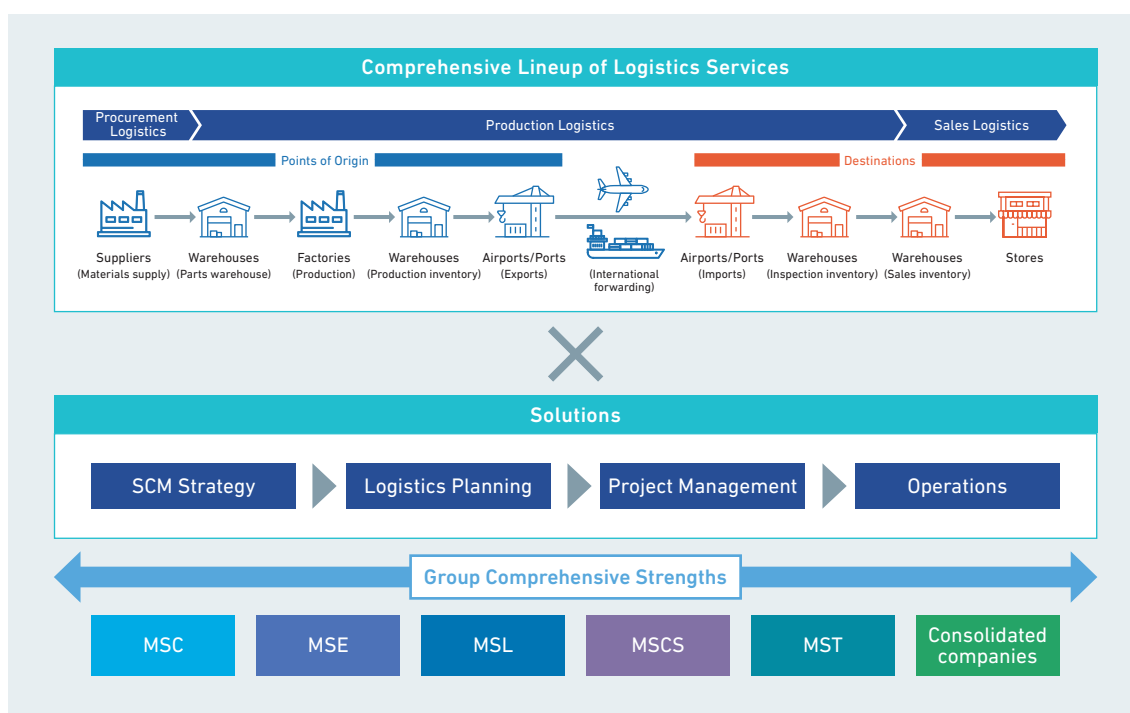 Comprehensive Lineup of Logistics Services
Procurement
Logistics
Production Logistics
Sales Logistics
Points of Origin
Destinations
Suppliers
(Materials supply)
Warehouses
(Parts warehouse)
Factories
(Production)
Warehouses
(Production inventory)
Airports/Ports
(Exports)
(International
forwarding)
Airports/Ports
(Imports)
Warehouses
(Inspection inventory)
Warehouses
(Sales inventory)
Stores
Solutions
SCM Strategy
Logistics Planning
Project Management
Operations
Group Comprehensive Strengths
MSC
MSE
MSL
MSCS
MST
Consolidated
companies